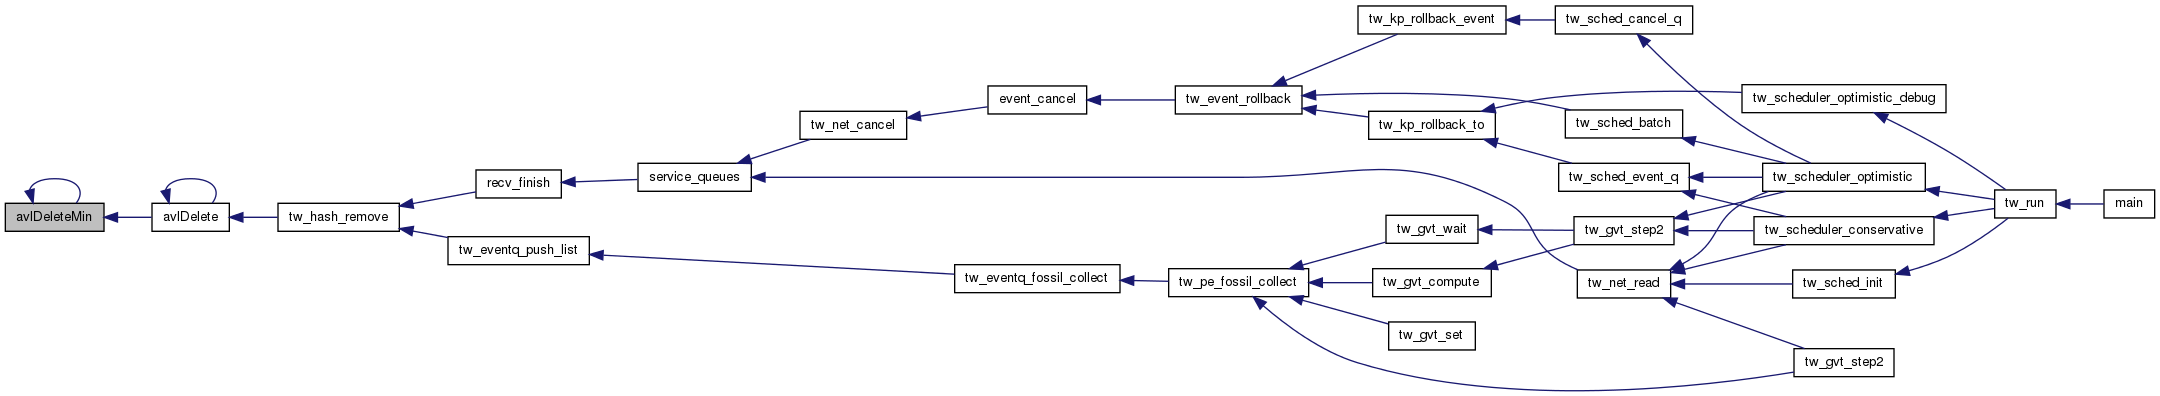 avlDeleteMin
avlDelete
tw_hash_remove
recv_finish
tw_eventq_push_list
service_queues
tw_net_cancel
tw_eventq_fossil_collect
event_cancel
tw_event_rollback
tw_pe_fossil_collect
tw_kp_rollback_event
tw_kp_rollback_to
tw_gvt_wait
tw_gvt_compute
tw_gvt_set
tw_sched_cancel_q
tw_sched_batch
tw_sched_event_q
tw_gvt_step2
tw_net_read
tw_scheduler_optimistic_debug
tw_scheduler_optimistic
tw_scheduler_conservative
tw_sched_init
tw_gvt_step2
tw_run
main